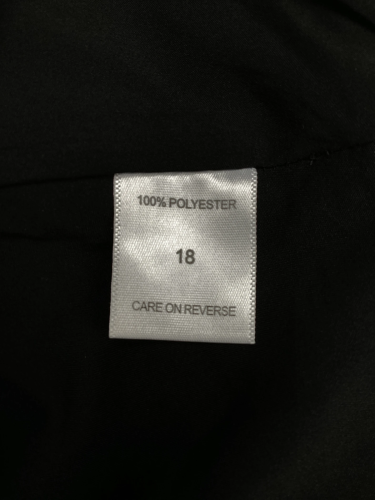 100% POLYESTER
18
CARE ON REVERSE